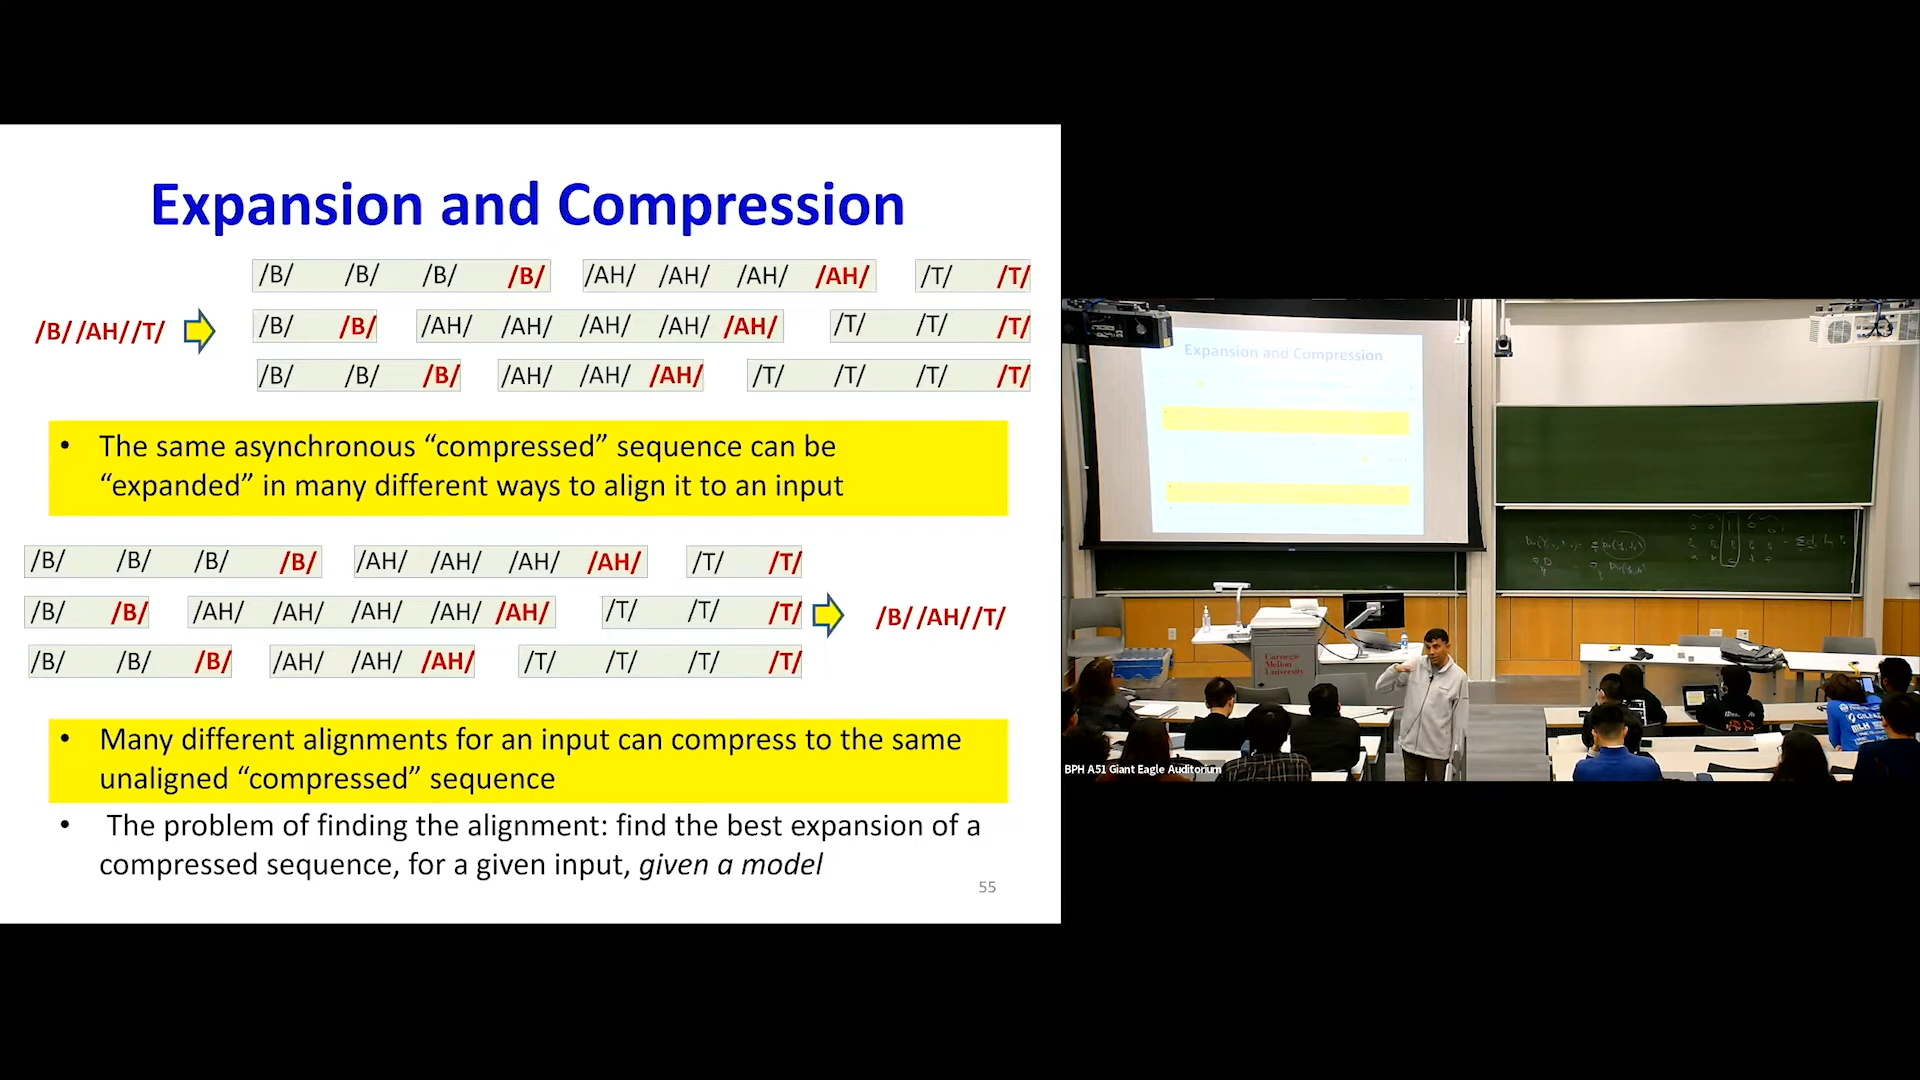 Expansion and Compression
/B/ /B/ /B/ /B/ /AH/ /AH/ /AH/ /AH/ /T/ /T/
/B/ /AH/ /T/ /B/ /B/ /AH/ /AH/ /AH/ /AH/ /AH/ /T/ /T/ /T/
/B/ /B/ /B/ /AH/ /AH/ /AH/ /T/ /T/ /T/ /T/
• The same asynchronous “compressed” sequence can be
“expanded” in many different ways to align it to an input
/B/ /B/ /B/ /B/ /AH/ /AH/ /AH/ /AH/ /T/ /T/
/B/ /B/ /AH/ /AH/ /AH/ /AH/ /AH/ /T/ /T/ /T/ /B/ /AH/ /T/
/B/ /B/ /B/ /AH/ /AH/ /AH/ /T/ /T/ /T/ /T/
• Many different alignments for an input can compress to the same
unaligned “compressed” sequence
• The problem of finding the alignment: find the best expansion of a
compressed sequence, for a given input, given a model
55
Expansion and Compression
Carnegie
Mellon
University
BPH A51 Giant Eagle Auditorium